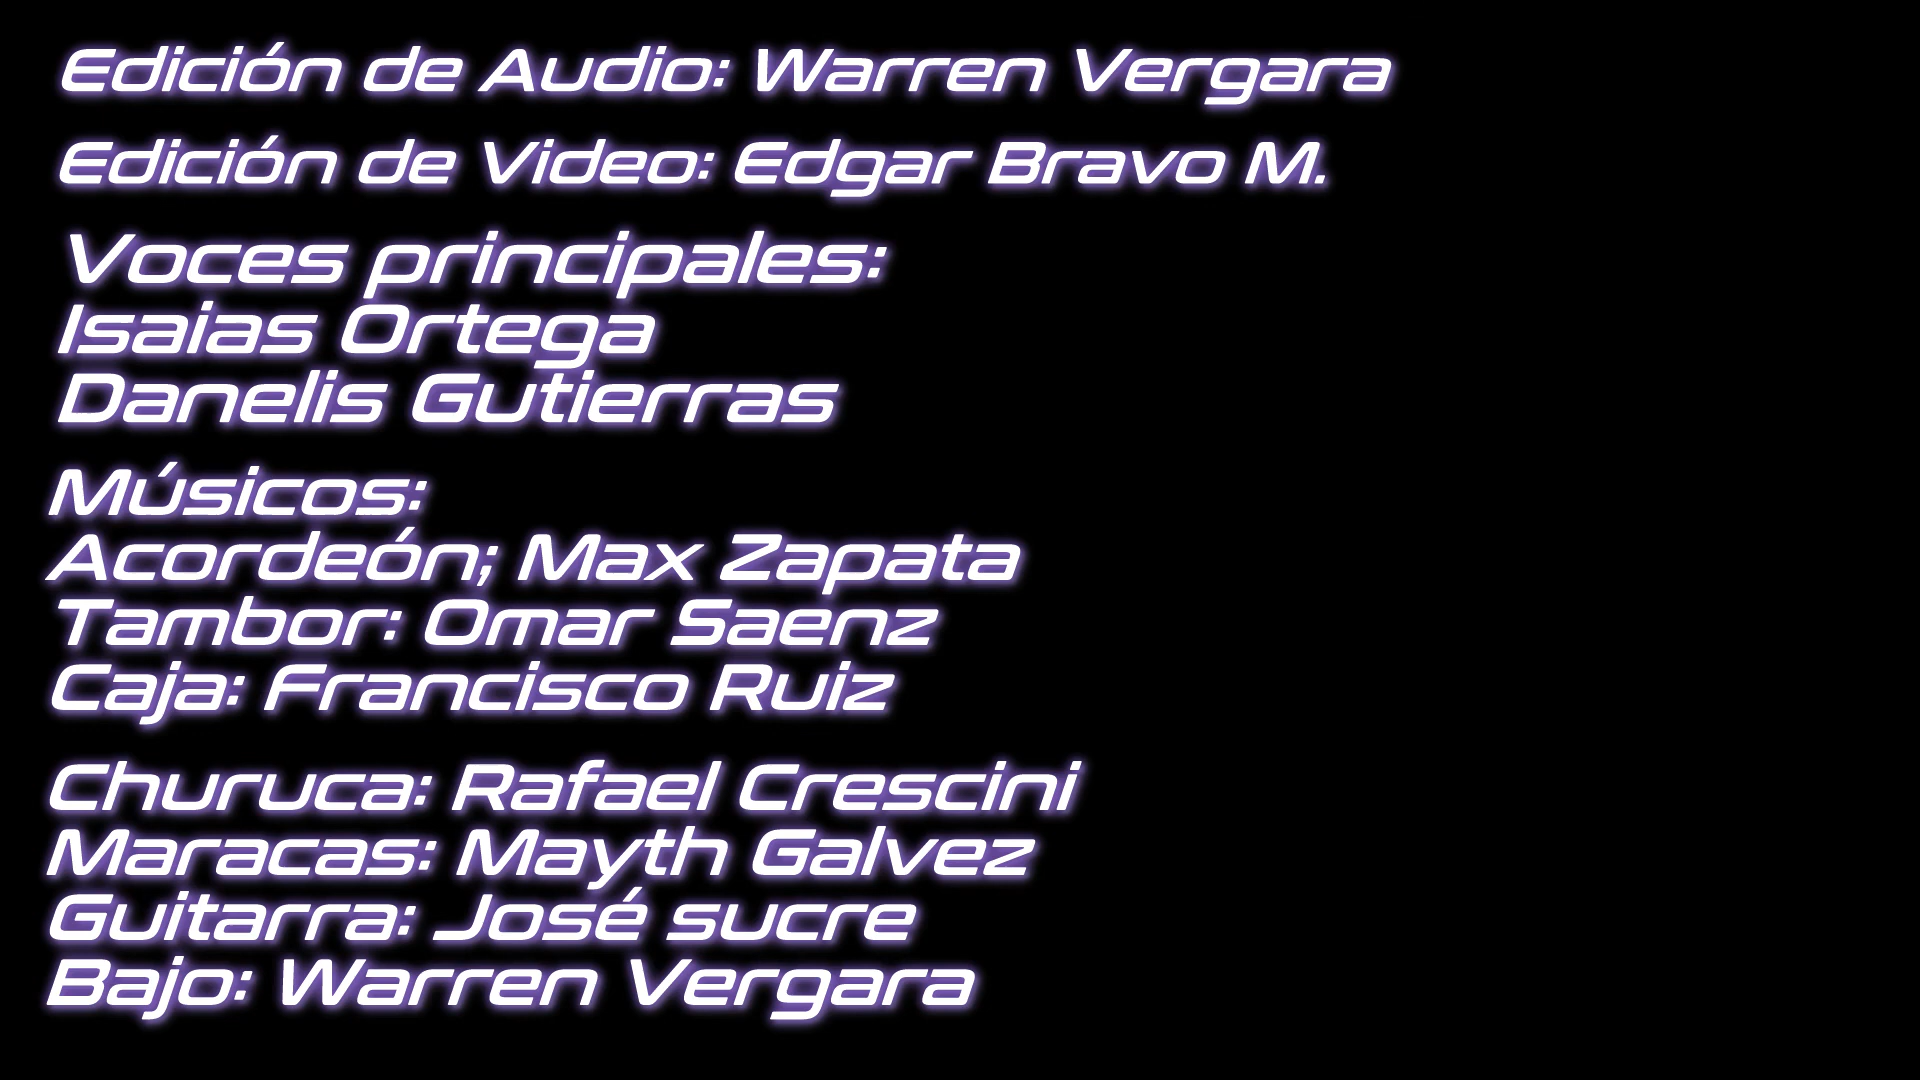 Edición de Audio: Warren Vergara
Edición de Video: Edgar Bravo M.
Voces principales:
Isaias Ortega
Danelis Gutierras
Músicos:
Acordeón; Max Zapata
Tambor: Omar Saenz
Caja: Francisco Ruiz
Churuca: Rafael Crescini
Maracas: Mayth Galvez
Guitarra: José sucre
Bajo: Warren Vergara